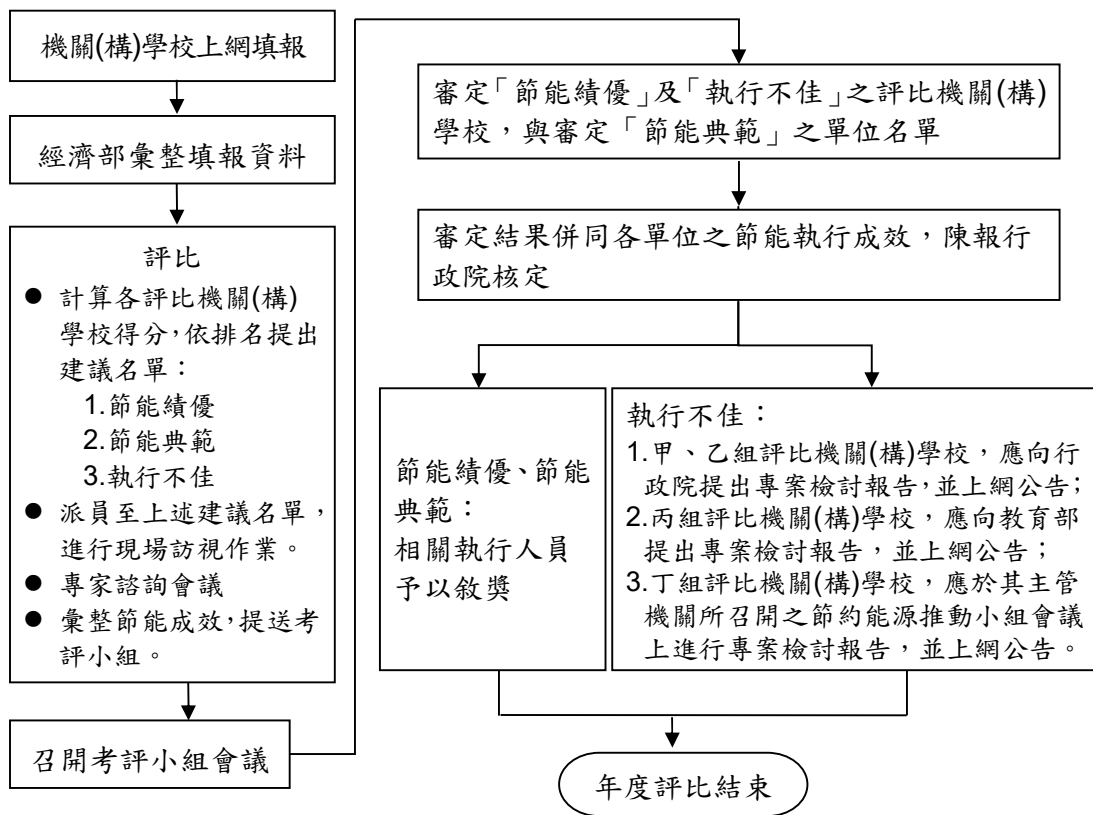 機關(構)學校上網填報
經濟部彙整填報資料
評比
● 計算各評比機關(構)
學校得分,依排名提出
建議名單：
1.節能績優
2.節能典範
3.執行不佳
● 派員至上述建議名單,
進行現場訪視作業。
● 專家諮詢會議
● 彙整節能成效,提送考
評小組。
召開考評小組會議
審定「節能績優」及「執行不佳」之評比機關(構)
學校，與審定「節能典範」之單位名單
審定結果併同各單位之節能執行成效，陳報行
政院核定
節能績優、節能
典範：
相關執行人員
予以敘獎
執行不佳：
1.甲、乙組評比機關(構)學校，應向行
政院提出專案檢討報告,並上網公告；
2.丙組評比機關(構)學校，應向教育部
提出專案檢討報告，並上網公告；
3.丁組評比機關(構)學校，應於其主管
機關所召開之節約能源推動小組會議
上進行專案檢討報告，並上網公告。
年度評比結束